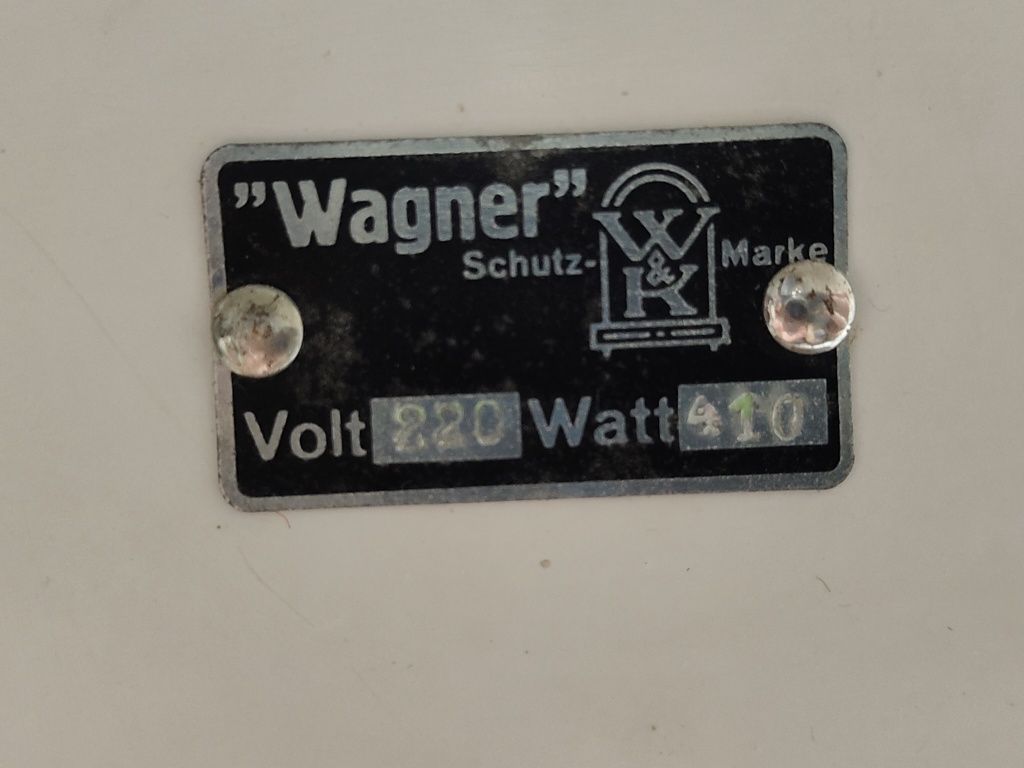 ”Wagner”
Schutz- W & K Marke
Volt 220 Watt 410